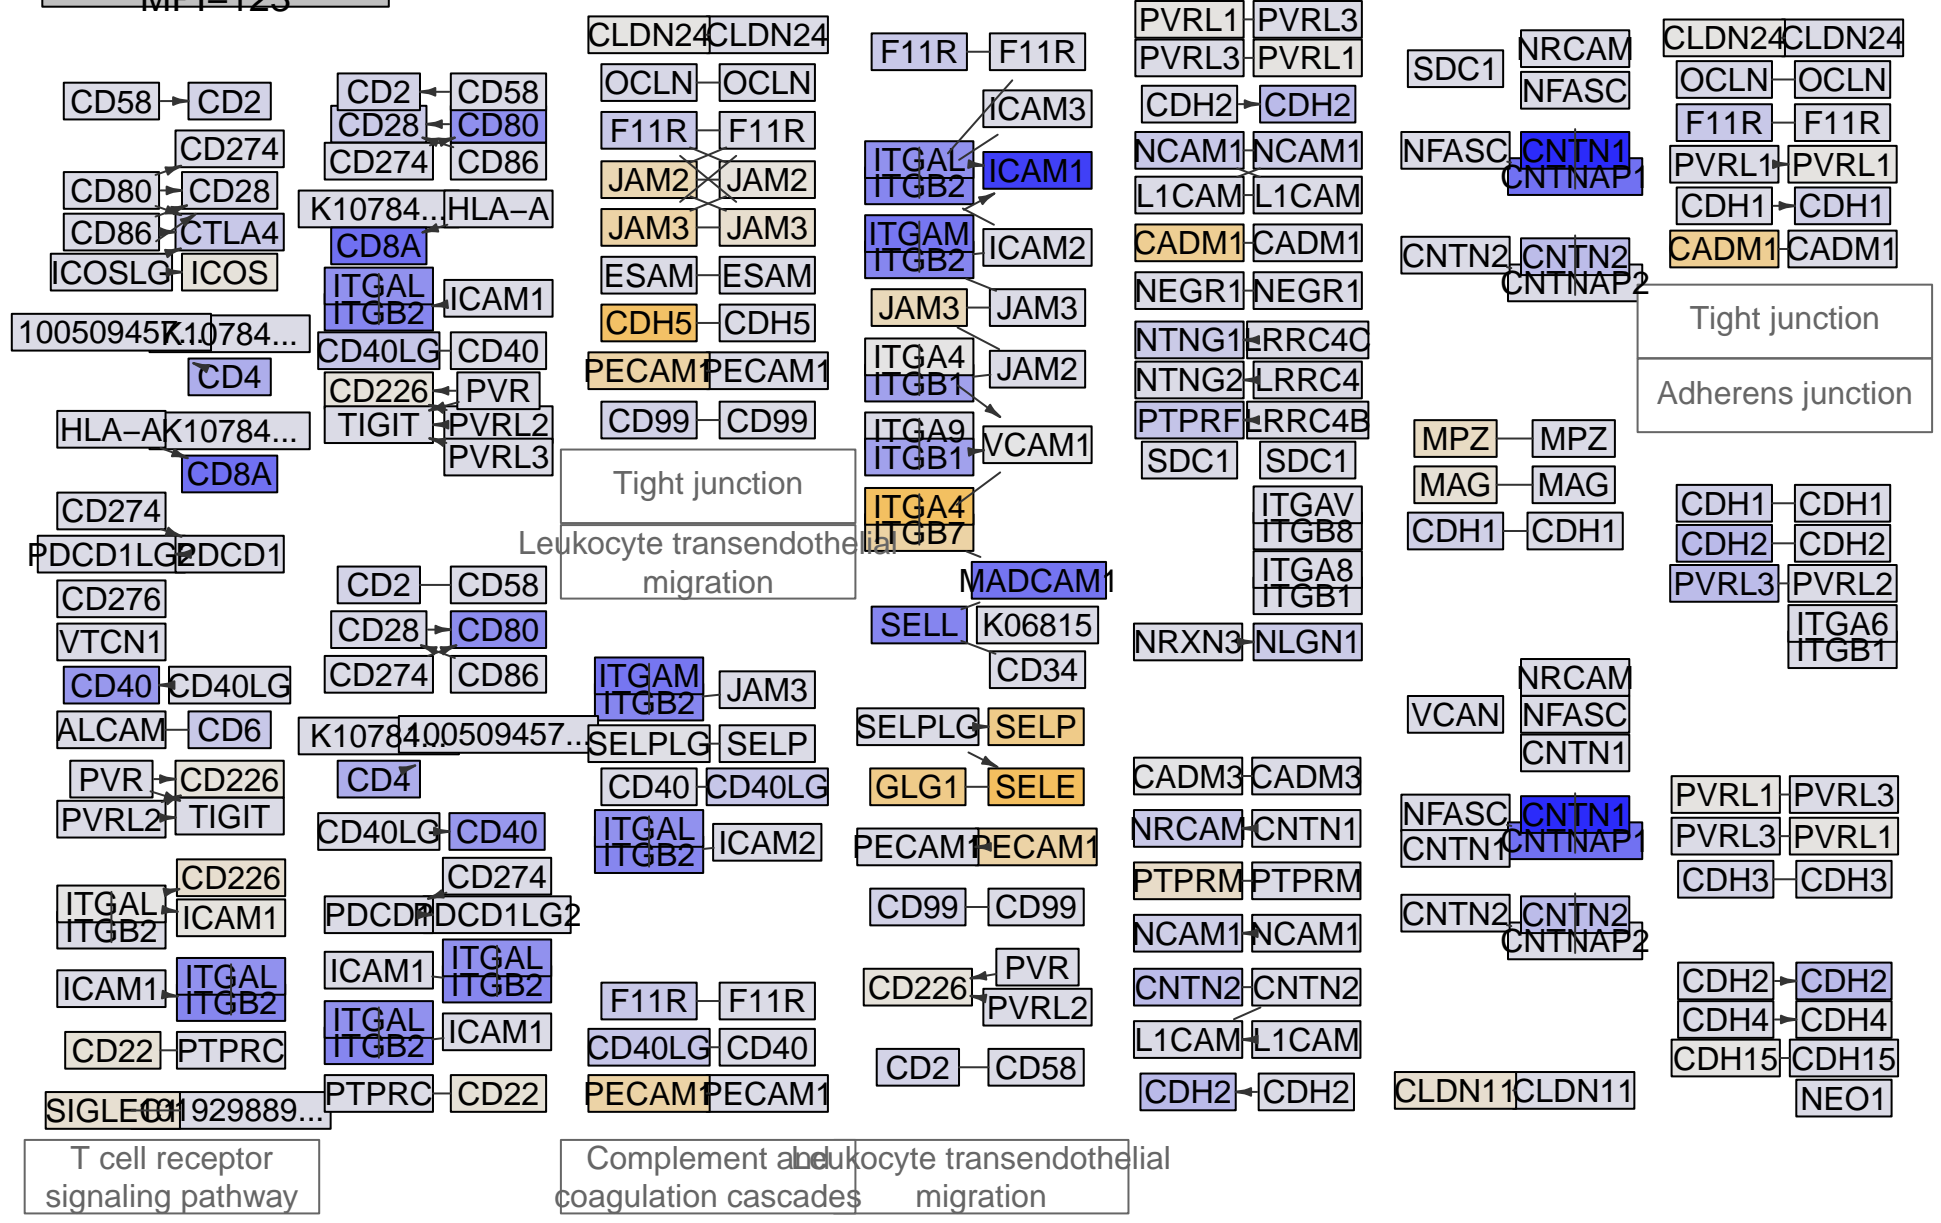 CD58 CD2
CD274
CD80 CD28
CD86 CTLA4
ICOSLG ICOS
100509457... K10784...
CD4
HLA–A K10784...
CD8A
CD274
PDCD1LG2 PDCD1
CD276
VTCN1
CD40 CD40LG
ALCAM CD6
PVR CD226
PVRL2 TIGIT
CD226
ITGAL ICAM1
ITGB2
ICAM1 ITGAL
ITGB2
CD22 PTPRC
SIGLEC1 101929889...
T cell receptor
signaling pathway
CD2 CD58
CD28 CD80
CD274 CD86
K10784... HLA–A
CD8A
ITGAL ICAM1
ITGB2
CD40LG CD40
CD226 PVR
TIGIT PVRL2
PVRL3
CD2 CD58
CD28 CD80
CD274 CD86
K10784... 100509457...
CD4
CD40LG CD40
CD274
PDCD1 PDCD1LG2
ICAM1 ITGAL
ITGB2
ITGAL ICAM1
ITGB2
PTPRC CD22
CLDN24 CLDN24
OCLN OCLN
F11R F11R
JAM2 JAM2
JAM3 JAM3
ESAM ESAM
CDH5 CDH5
PECAM1 PECAM1
CD99 CD99
Tight junction
Leukocyte transendothelial
migration
ITGAM JAM3
ITGB2
SELPLG SELP
CD40 CD40LG
ITGAL ICAM2
ITGB2
F11R F11R
CD40LG CD40
PECAM1 PECAM1
Complement and
coagulation cascades
F11R F11R
ICAM3
ITGAL ICAM1
ITGB2
ITGAM ICAM2
ITGB2
JAM3 JAM3
ITGA4 JAM2
ITGB1
ITGA9 VCAM1
ITGB1
ITGA4
ITGB7
MADCAM1
SELL K06815
CD34
SELPLG SELP
GLG1 SELE
PECAM1 PECAM1
CD99 CD99
CD226 PVR
PVRL2
CD2 CD58
Leukocyte transendothelial
migration
PVRL1 PVRL3
PVRL3 PVRL1
CDH2 CDH2
NCAM1 NCAM1
L1CAM L1CAM
CADM1 CADM1
NEGR1 NEGR1
NTNG1 LRRC4C
NTNG2 LRRC4
PTPRF LRRC4B
SDC1 SDC1
ITGAV
ITGB8
ITGA8
ITGB1
NRXN3 NLGN1
CADM3 CADM3
NRCAM CNTN1
PTPRM PTPRM
NCAM1 NCAM1
CNTN2 CNTN2
L1CAM L1CAM
CDH2 CDH2
SDC1 NRCAM
NFASC
NFASC CNTN1
CNTNAP1
CNTN2 CNTN2
CNTNAP2
MPZ MPZ
MAG MAG
CDH1 CDH1
NRCAM
VCAN NFASC
CNTN1
NFASC CNTN1
CNTN1 CNTNAP1
CNTN2 CNTN2
CNTNAP2
CLDN11 CLDN11
CLDN24 CLDN24
OCLN OCLN
F11R F11R
PVRL1 PVRL1
CDH1 CDH1
CADM1 CADM1
Tight junction
Adherens junction
CDH1 CDH1
CDH2 CDH2
PVRL3 PVRL2
ITGA6
ITGB1
PVRL1 PVRL3
PVRL3 PVRL1
CDH3 CDH3
CDH2 CDH2
CDH4 CDH4
CDH15 CDH15
NEO1